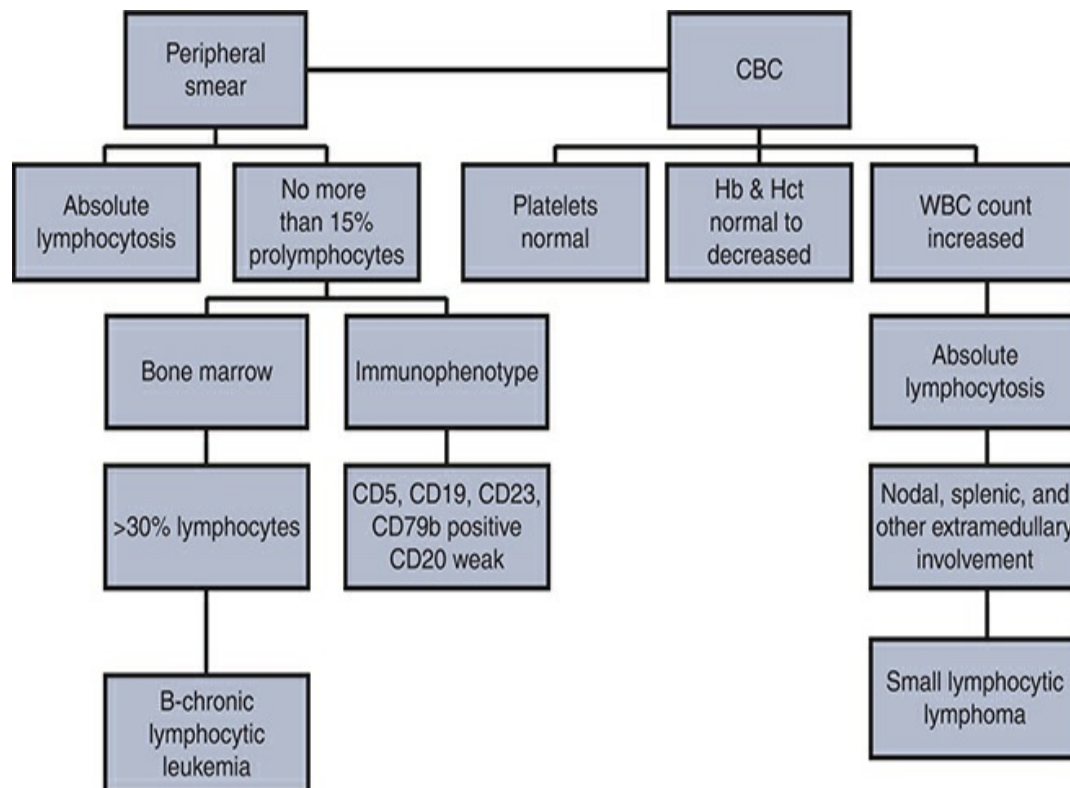 Peripheral
smear
CBC
Absolute
lymphocytosis
No more
than 15%
prolymphocytes
Platelets
normal
Hb & Hct
normal to
decreased
WBC count
increased
Bone marrow
Immunophenotype
Absolute
lymphocytosis
>30% lymphocytes
CD5, CD19, CD23,
CD79b positive
CD20 weak
Nodal, splenic, and
other extramedullary
involvement
B-chronic
lymphocytic
leukemia
Small lymphocytic
lymphoma